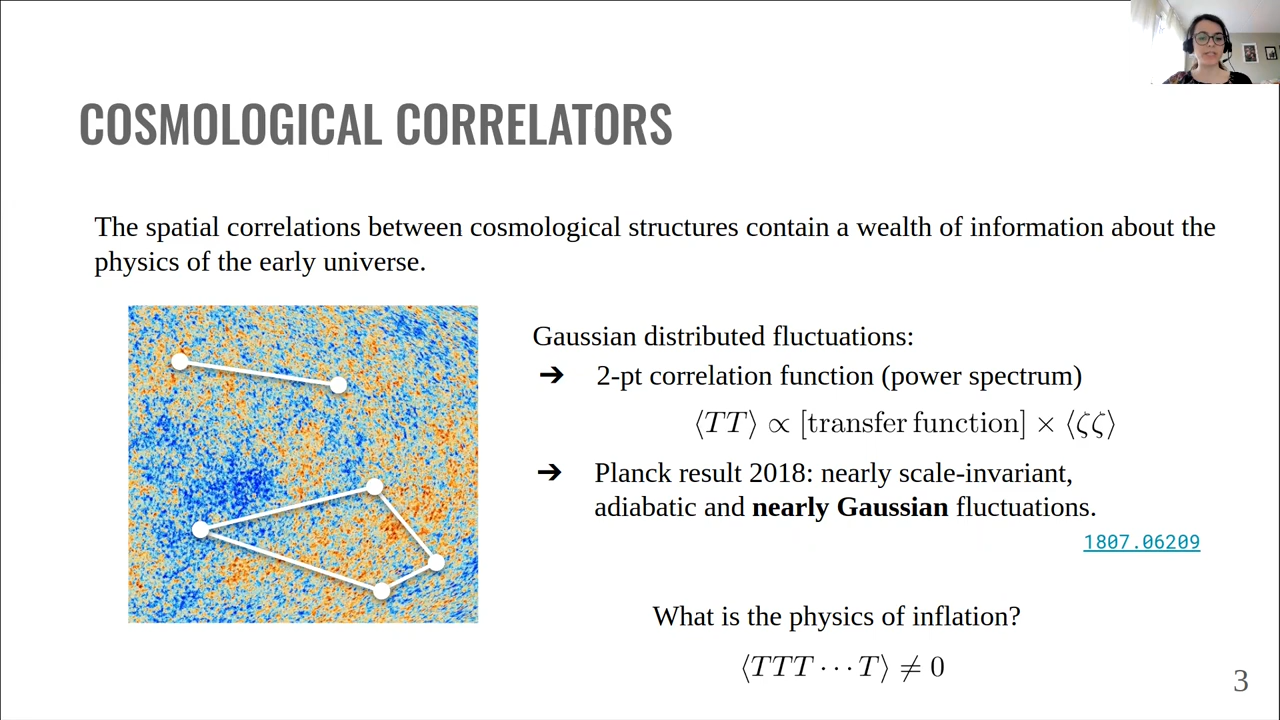 COSMOLOGICAL CORRELATORS
The spatial correlations between cosmological structures contain a wealth of information about the
physics of the early universe.
Gaussian distributed fluctuations:
➔ 2-pt correlation function (power spectrum)
⟨TT⟩ ∝ [transfer function] × ⟨ζζ⟩
➔ Planck result 2018: nearly scale-invariant,
adiabatic and nearly Gaussian fluctuations.
1807.06209
What is the physics of inflation?
⟨TTT ⋯ T⟩ ≠ 0
3